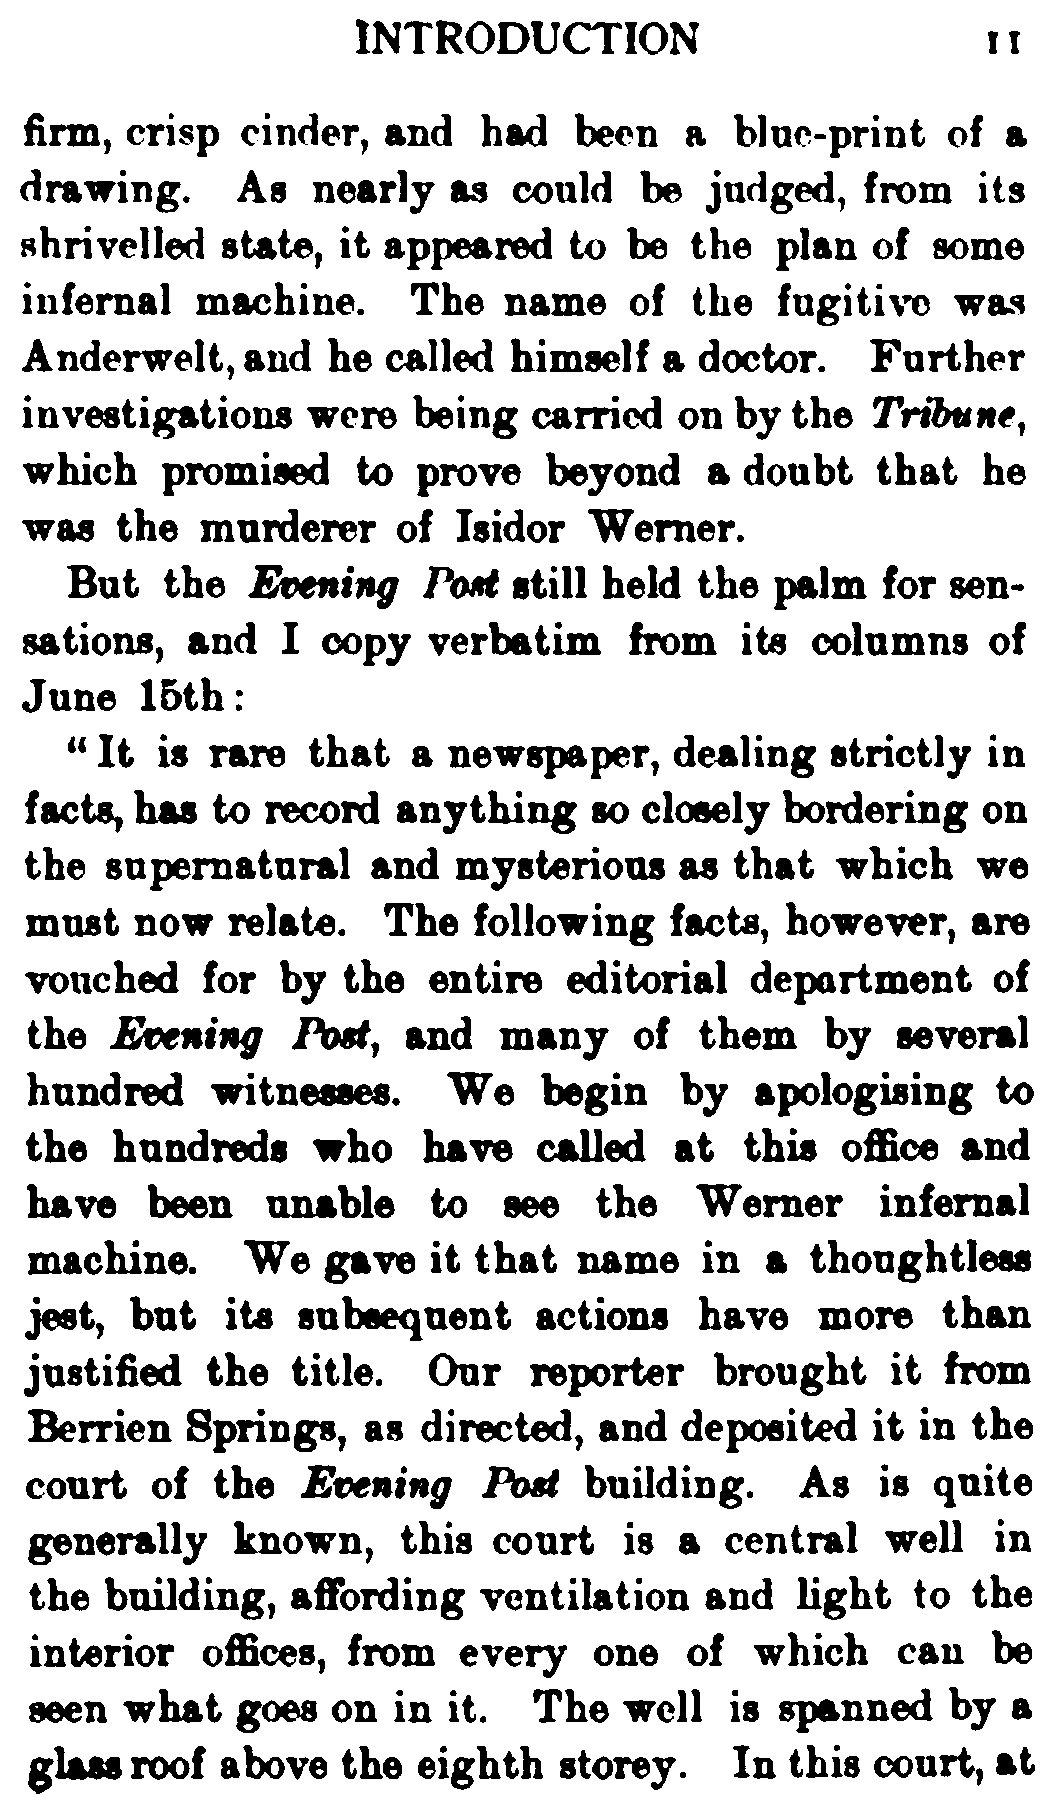 INTRODUCTION 11
firm, crisp cinder, and had been a blue-print of a
drawing. As nearly as could be judged, from its
shrivelled state, it appeared to be the plan of some
infernal machine. The name of the fugitive was
Anderwelt, and he called himself a doctor. Further
investigations were being carried on by the Tribune,
which promised to prove beyond a doubt that he
was the murderer of Isidor Werner.
But the Evening Post still held the palm for sen-
sations, and I copy verbatim from its columns of
June 15th:
"It is rare that a newspaper, dealing strictly in
facts, has to record anything so closely bordering on
the supernatural and mysterious as that which we
must now relate. The following facts, however, are
vouched for by the entire editorial department of
the Evening Post, and many of them by several
hundred witnesses. We begin by apologising to
the hundreds who have called at this office and
have been unable to see the Werner infernal
machine. We gave it that name in a thoughtless
jest, but its subsequent actions have more than
justified the title. Our reporter brought it from
Berrien Springs, as directed, and deposited it in the
court of the Evening Post building. As is quite
generally known, this court is a central well in
the building, affording ventilation and light to the
interior offices, from every one of which can be
seen what goes on in it. The well is spanned by a
glass roof above the eighth storey. In this court, at